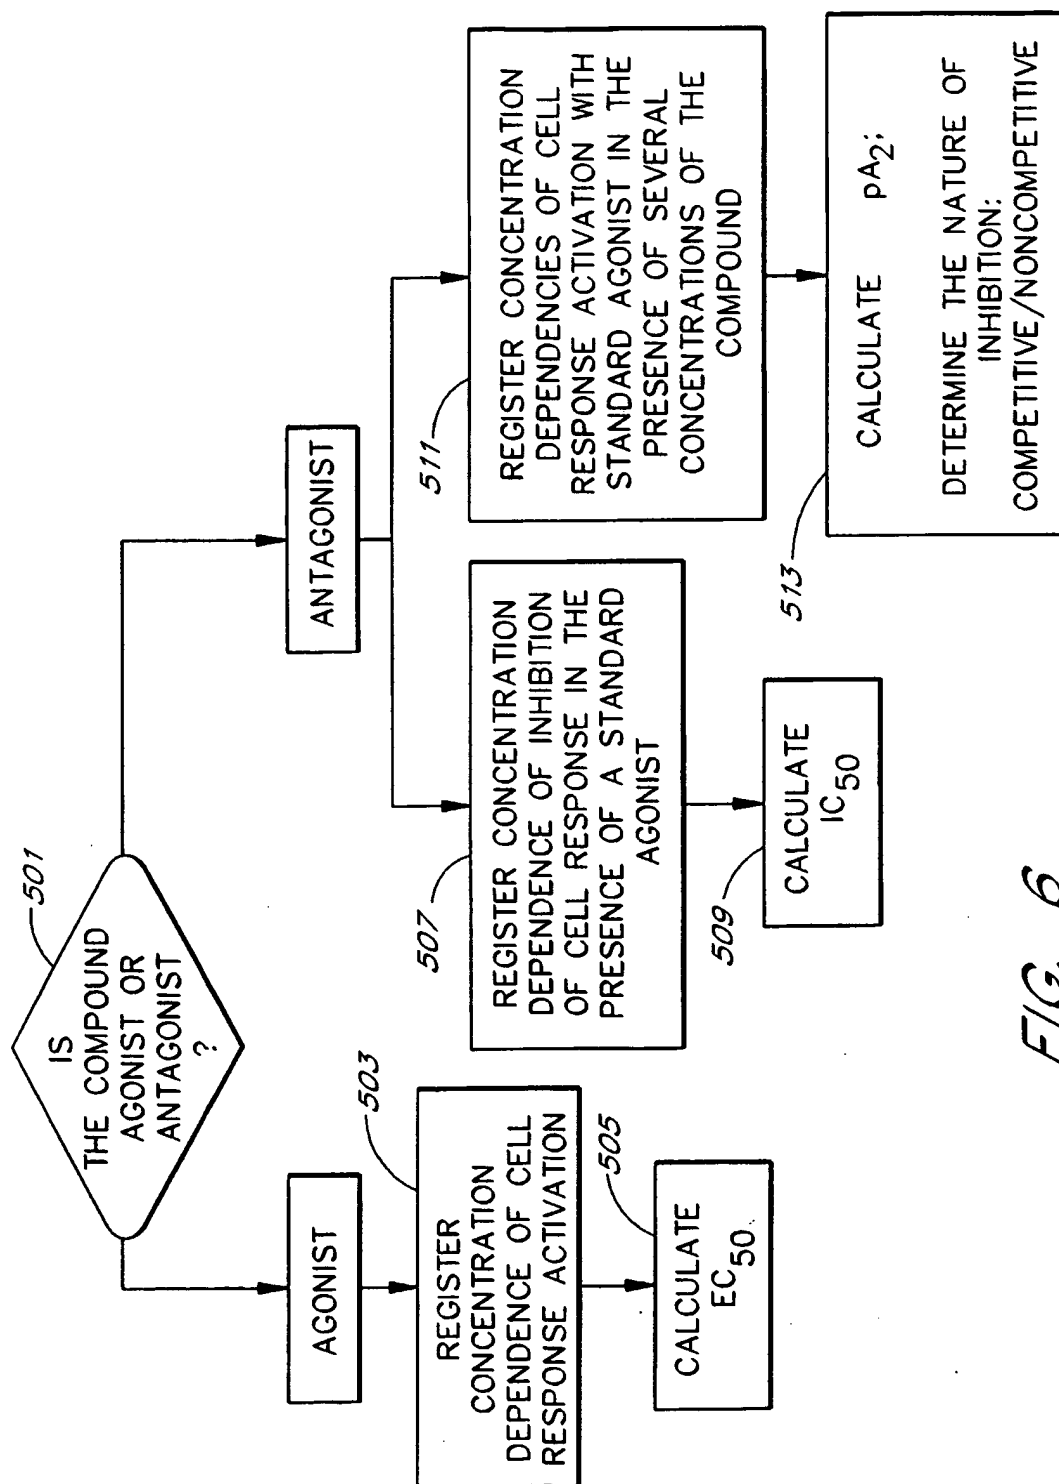 IS
THE COMPOUND
AGONIST OR
ANTAGONIST
?
501
AGONIST
503
REGISTER
CONCENTRATION
DEPENDENCE OF CELL
RESPONSE ACTIVATION
505
CALCULATE
EC50
ANTAGONIST
507
REGISTER CONCENTRATION
DEPENDENCE OF INHIBITION
OF CELL RESPONSE IN THE
PRESENCE OF A STANDARD
AGONIST
509
CALCULATE
IC50
511
REGISTER CONCENTRATION
DEPENDENCIES OF CELL
RESPONSE ACTIVATION WITH
STANDARD AGONIST IN THE
PRESENCE OF SEVERAL
CONCENTRATIONS OF THE
COMPOUND
513
CALCULATE pA2;
DETERMINE THE NATURE OF
INHIBITION:
COMPETITIVE/NONCOMPETITIVE
FIG. 6